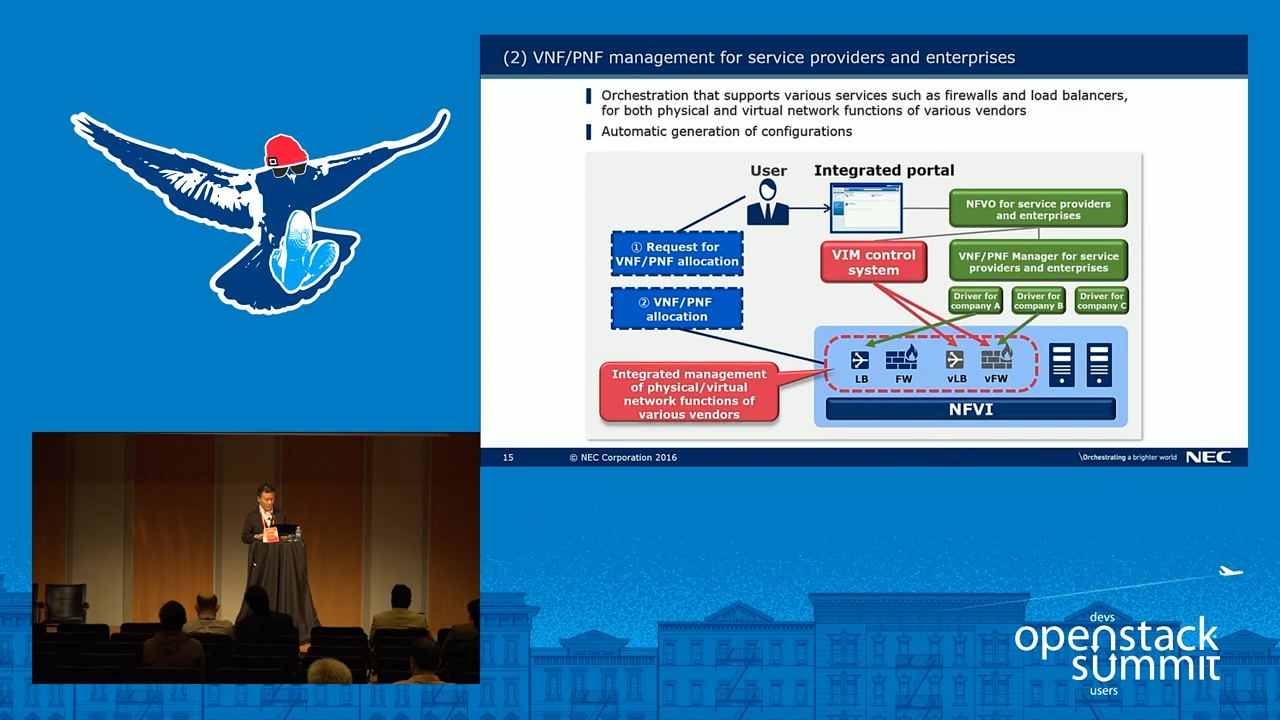 (2) VNF/PNF management for service providers and enterprises
Orchestration that supports various services such as firewalls and load balancers,
for both physical and virtual network functions of various vendors
Automatic generation of configurations
User
Integrated portal
NFVO for service providers
and enterprises
① Request for
VNF/PNF allocation
VIM control
system
VNF/PNF Manager for service
providers and enterprises
② VNF/PNF
allocation
Driver for
company A
Driver for
company B
Driver for
company C
Integrated management
of physical/virtual
network functions of
various vendors
LB
FW
vLB
vFW
NFVI
15
© NEC Corporation 2016
\Orchestrating a brighter world
NEC
devs
openstack
summit
users